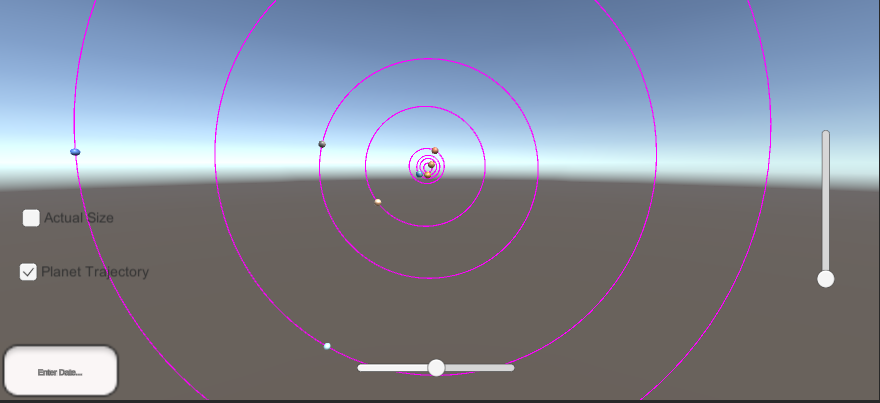 Actual Size
Planet Trajectory
Enter Date...